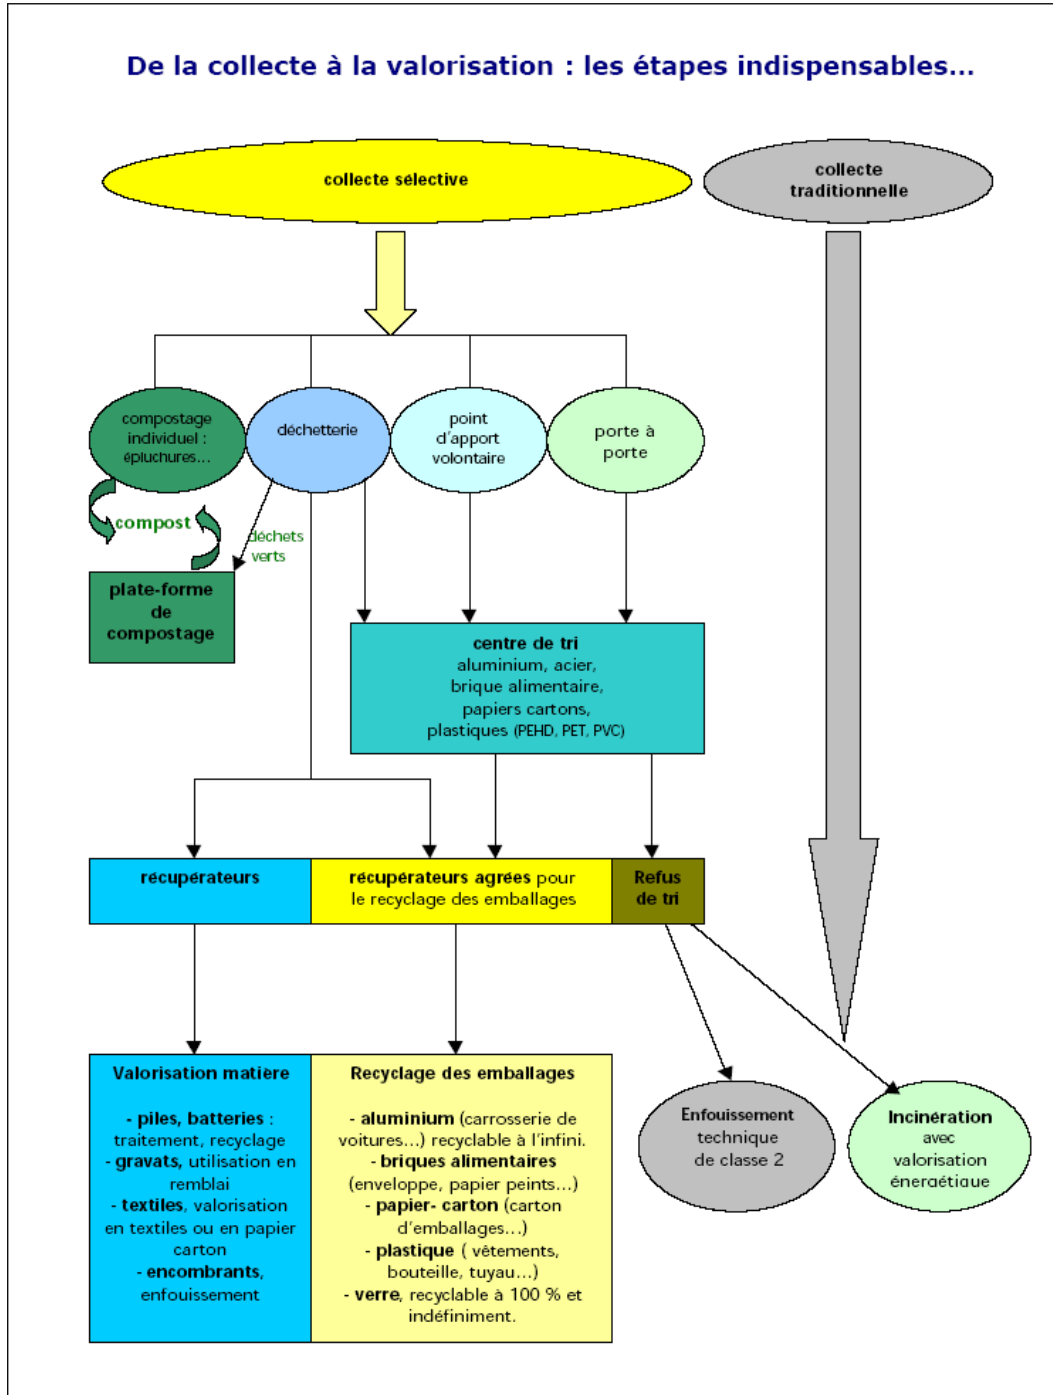 De la collecte à la valorisation : les étapes indispensables...
collecte sélective
collecte
traditionnelle
compostage
individuel :
épluchures...
déchetterie
point
d'apport
volontaire
porte à
porte
compost
déchets
verts
plate-forme
de
compostage
centre de tri
aluminium, acier,
brique alimentaire,
papiers cartons,
plastiques (PEHD, PET, PVC)
récupérateurs
récupérateurs agrées pour
le recyclage des emballages
Refus
de tri
Valorisation matière
- piles, batteries :
traitement, recyclage
- gravats, utilisation en
remblai
- textiles, valorisation
en textiles ou en papier
carton
- encombrants,
enfouissement
Recyclage des emballages
- aluminium (carrosserie de
voitures...) recyclable à l'infini.
- briques alimentaires
(enveloppe, papier peints...)
- papier- carton (carton
d'emballages...)
- plastique ( vêtements,
bouteille, tuyau...)
- verre, recyclable à 100 % et
indéfiniment.
Enfouissement
technique
de classe 2
Incinération
avec
valorisation
énergétique